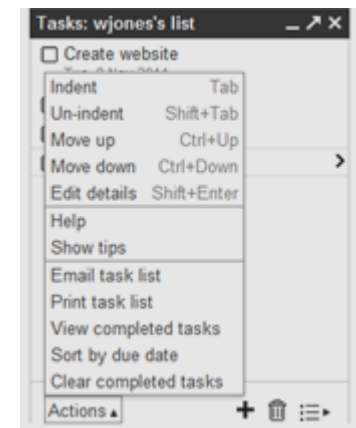 Tasks: wjones's list
Create website
Indent Tab
Un-indent Shift+Tab
Move up Ctrl+Up
Move down Ctrl+Down
Edit details Shift+Enter
Help
Show tips
Email task list
Print task list
View completed tasks
Sort by due date
Clear completed tasks
Actions